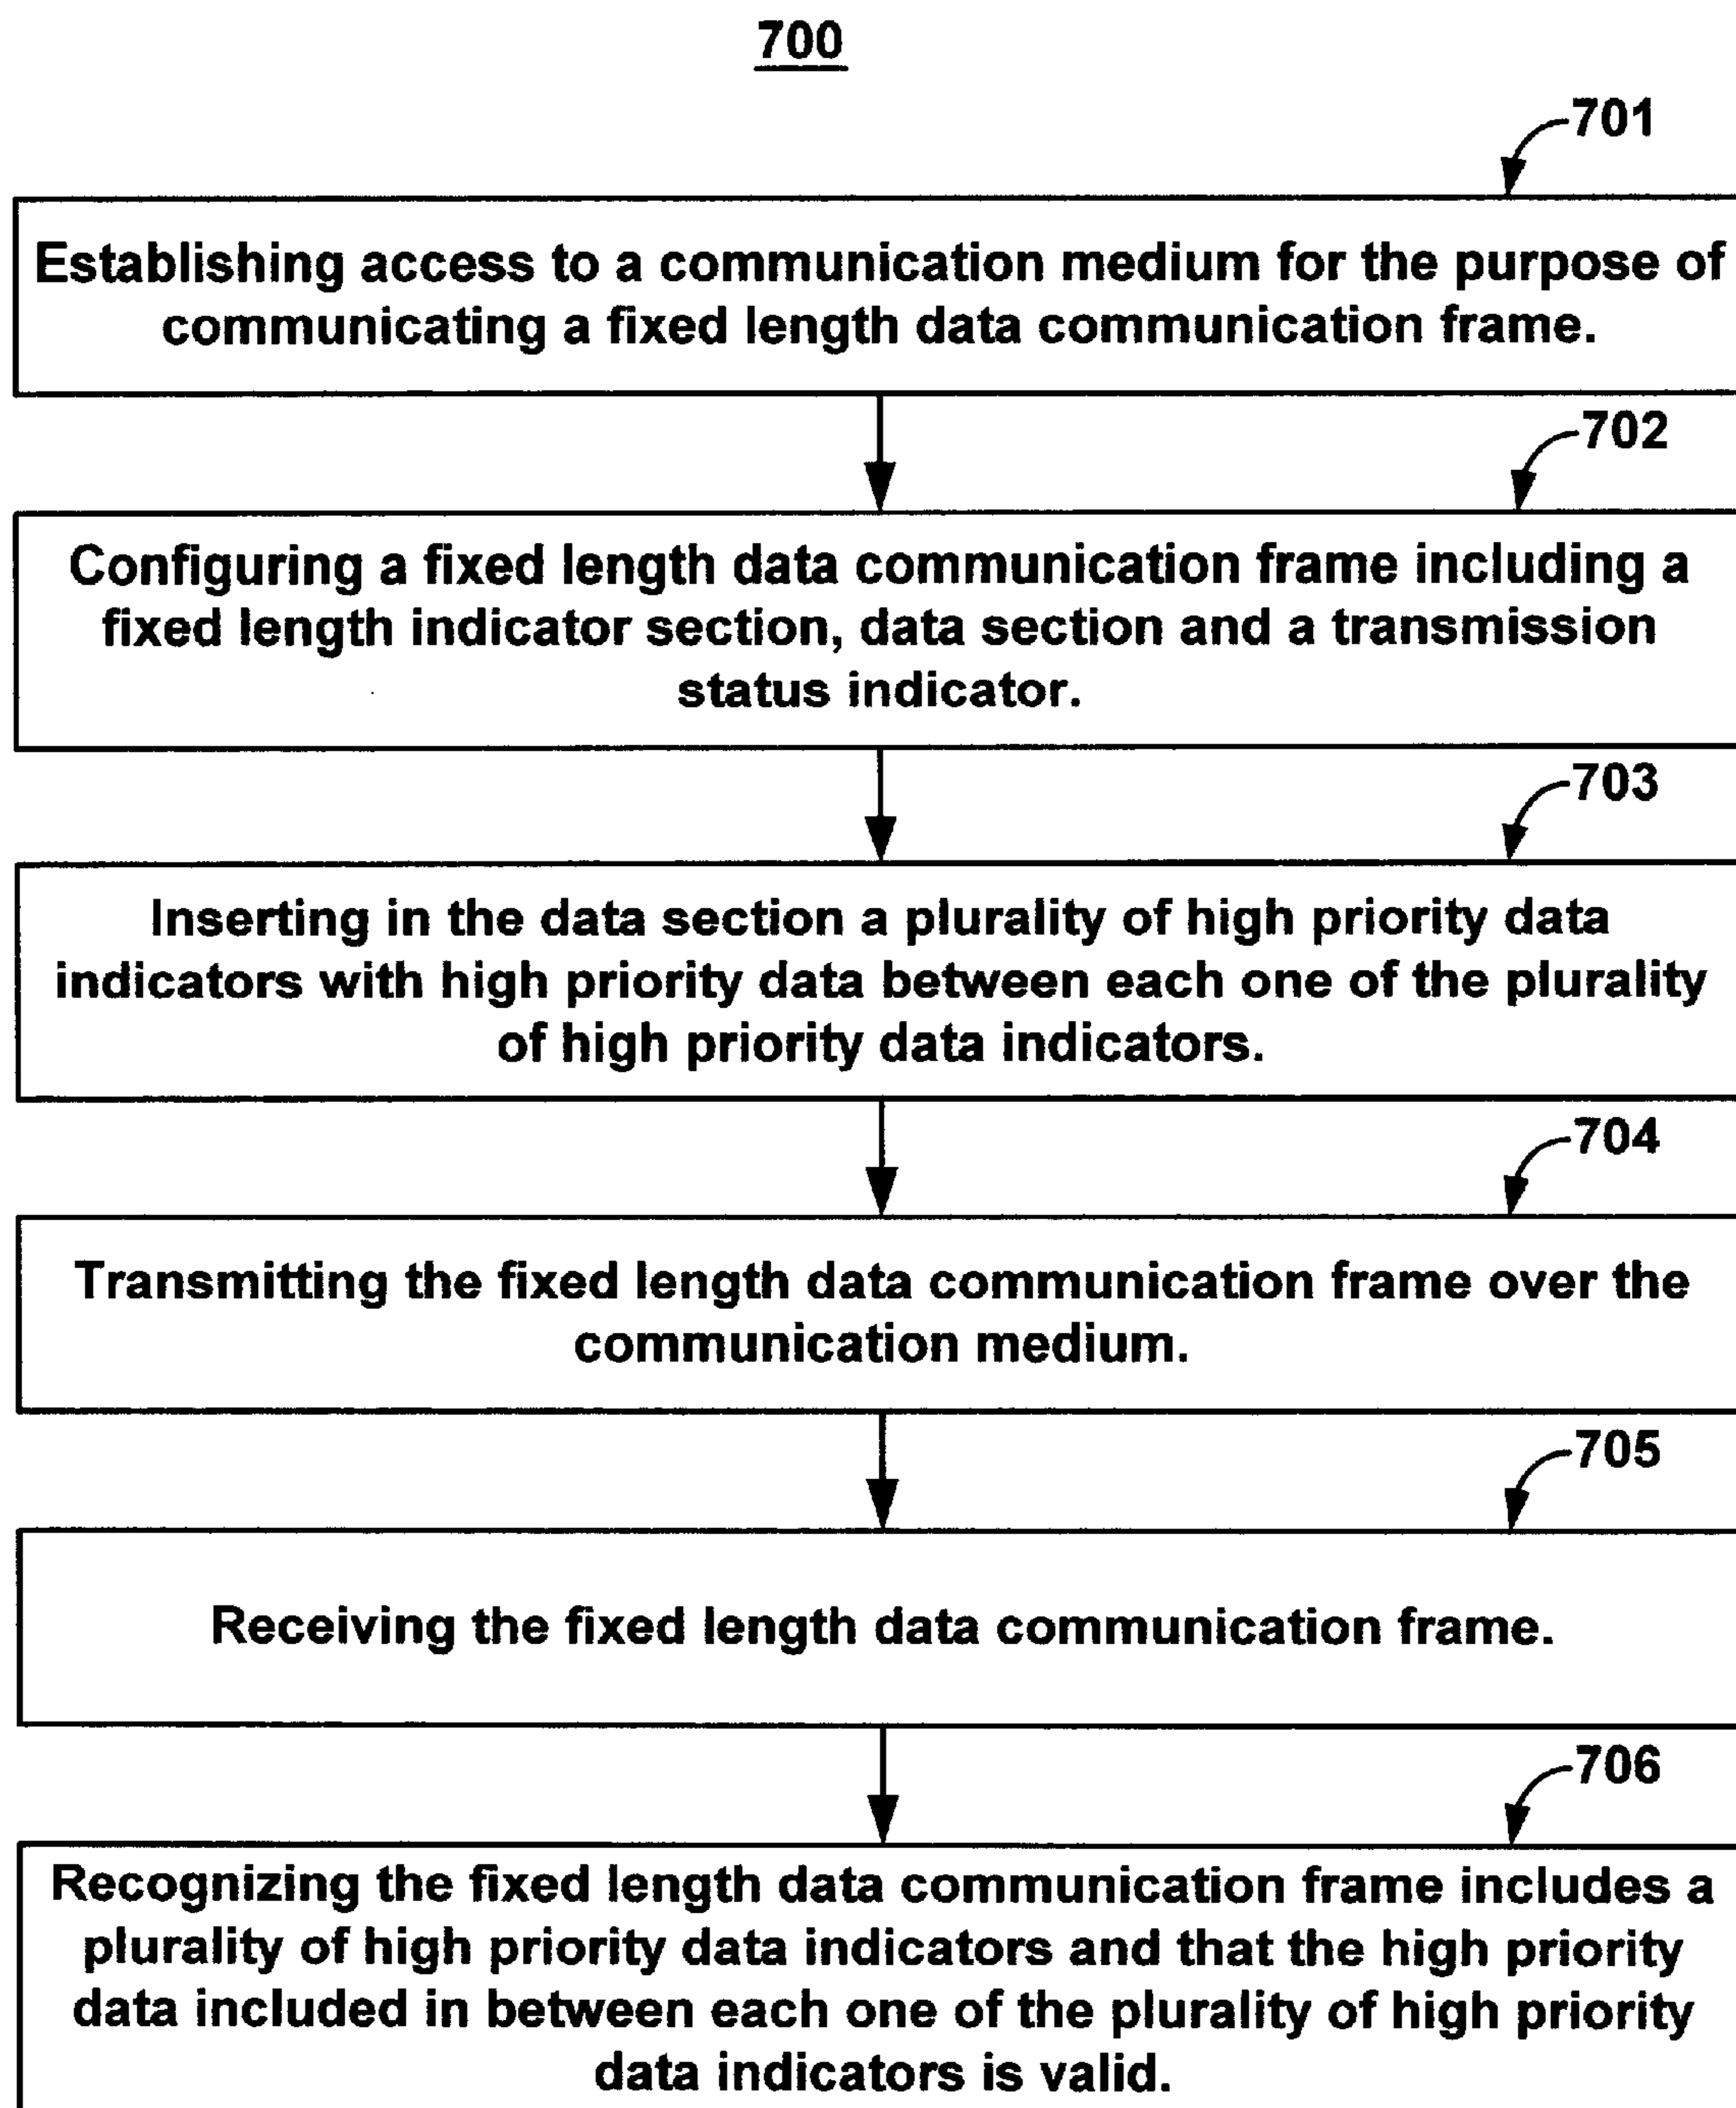 700
701
Establishing access to a communication medium for the purpose of
communicating a fixed length data communication frame.
702
Configuring a fixed length data communication frame including a
fixed length indicator section, data section and a transmission
status indicator.
703
Inserting in the data section a plurality of high priority data
indicators with high priority data between each one of the plurality
of high priority data indicators.
704
Transmitting the fixed length data communication frame over the
communication medium.
705
Receiving the fixed length data communication frame.
706
Recognizing the fixed length data communication frame includes a
plurality of high priority data indicators and that the high priority
data included in between each one of the plurality of high priority
data indicators is valid.